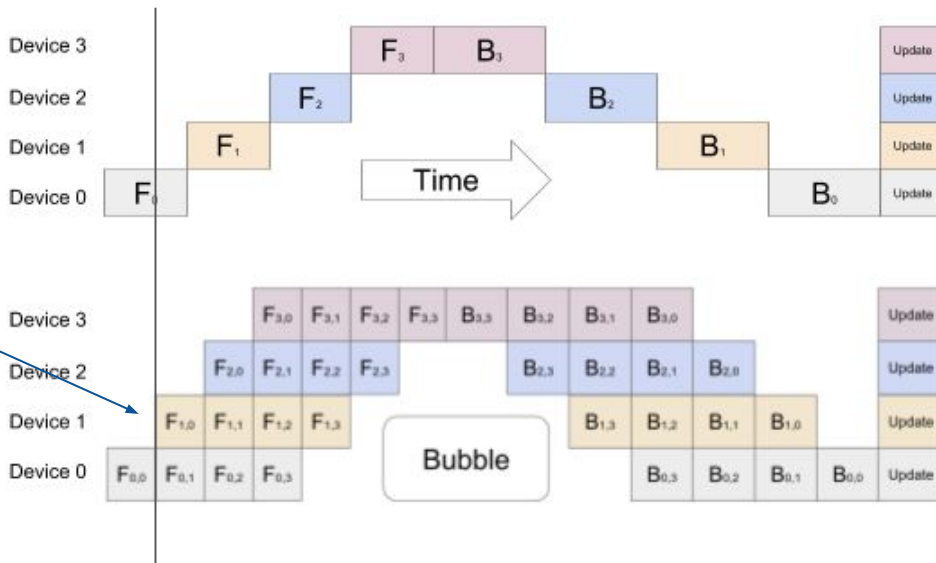 Device 3 F₃ B₃ Update
Device 2 F₂ B₂ Update
Device 1 F₁ B₁ Update
Time
Device 0 F₀ B₀ Update
Device 3 F₃,₀ F₃,₁ F₃,₂ F₃,₃ B₃,₃ B₃,₂ B₃,₁ B₃,₀ Update
Device 2 F₂,₀ F₂,₁ F₂,₂ F₂,₃ B₂,₃ B₂,₂ B₂,₁ B₂,₀ Update
Device 1 F₁,₀ F₁,₁ F₁,₂ F₁,₃ B₁,₃ B₁,₂ B₁,₁ B₁,₀ Update
Bubble
Device 0 F₀,₀ F₀,₁ F₀,₂ F₀,₃ B₀,₃ B₀,₂ B₀,₁ B₀,₀ Update